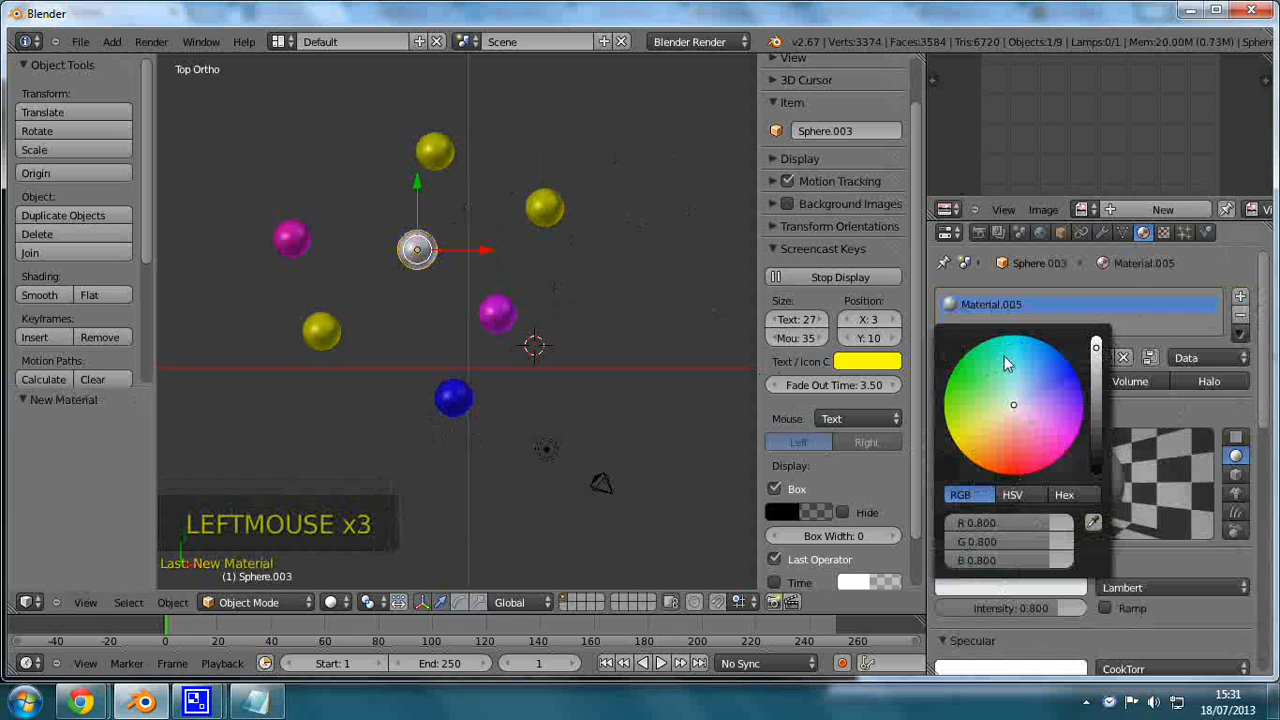 Blender
File Add Render Window Help Default Scene Blender Render v2.67 | Verts:3374 | Faces:3584 | Tris:6720 | Objects:1/9 | Lamps:0/1 | Mem:20.00M (0.73M) | Sphere
Object Tools
Transform:
Translate
Rotate
Scale
Origin
Object:
Duplicate Objects
Delete
Join
Shading:
Smooth Flat
Keyframes:
Insert Remove
Motion Paths:
Calculate Clear
New Material
Top Ortho
LEFTMOUSE x3
Last: New Material
(1) Sphere.003
View
3D Cursor
Item
Sphere.003
Display
Motion Tracking
Background Images
Transform Orientations
Screencast Keys
Stop Display
Size: Position:
Text: 27 X: 3
Mou: 35 Y: 10
Text / Icon C
Fade Out Time: 3.50
Mouse Text
Left Right
Display:
Box
Hide
Box Width: 0
Last Operator
Time
View Image New
Sphere.003 Material.005
Material.005
Data
Volume Halo
RGB HSV Hex
R 0.800
G 0.800
B 0.800
Lambert
Intensity: 0.800 Ramp
Specular
CookTorr
View Select Object Object Mode Global
-40 -20 0 20 40 60 80 100 120 140 160 180 200 220 240 260
View Marker Frame Playback Start: 1 End: 250 1 No Sync
15:31
18/07/2013